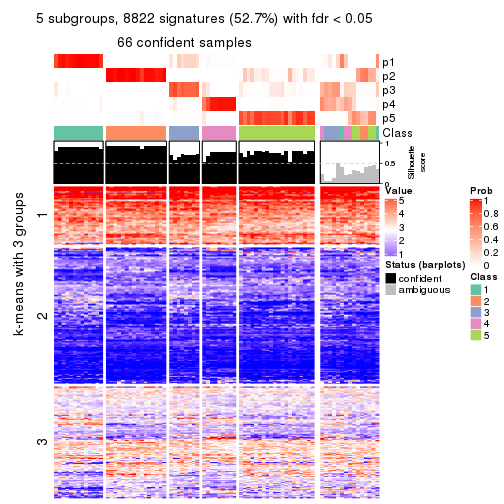 5 subgroups, 8822 signatures (52.7%) with fdr < 0.05
66 confident samples
p1
p2
p3
p4
p5
Class
1
0.5
0
Silhouette
score
k-means with 3 groups
1
2
3
Value
5
4
3
2
1
Status (barplots)
confident
ambiguous
Prob
1
0.8
0.6
0.4
0.2
0
Class
1
2
3
4
5